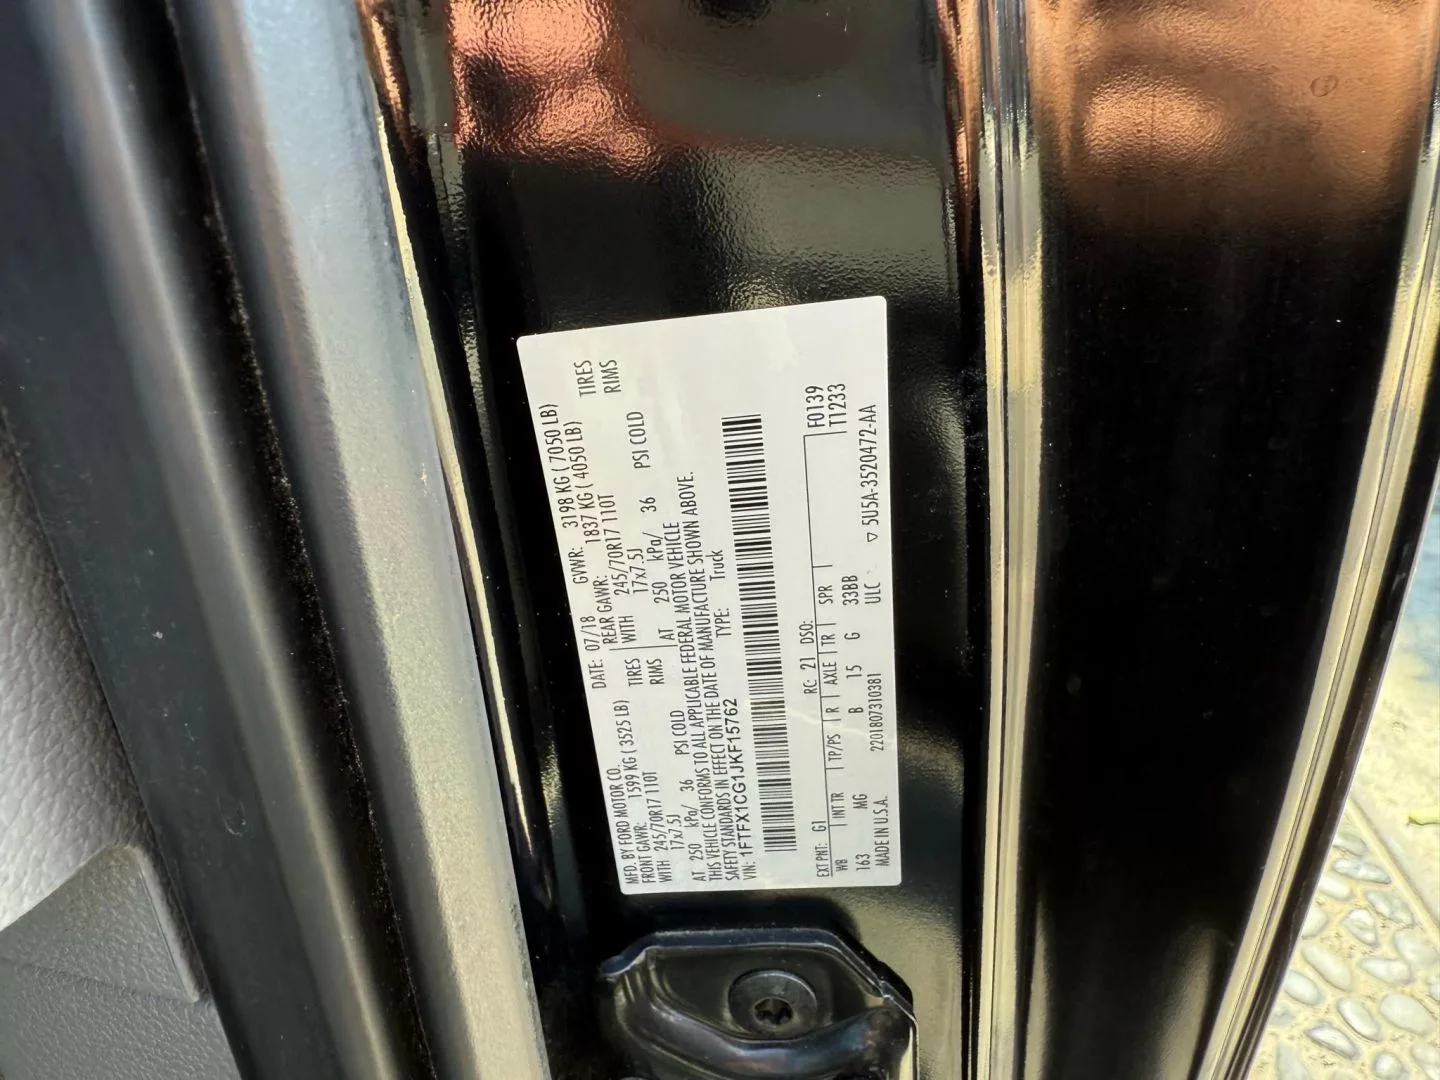 MFD. BY FORD MOTOR CO. DATE: 07/18 GVWR: 3198 KG ( 7050 LB)
FRONT GAWR: 1599 KG ( 3525 LB) REAR GAWR: 1837 KG ( 4050 LB)
WITH 245/70R17 110T TIRES WITH 245/70R17 110T TIRES
17x7.5J RIMS 17x7.5J RIMS
AT 250 kPa/ 36 PSI COLD AT 250 kPa/ 36 PSI COLD
THIS VEHICLE CONFORMS TO ALL APPLICABLE FEDERAL MOTOR VEHICLE
SAFETY STANDARDS IN EFFECT ON THE DATE OF MANUFACTURE SHOWN ABOVE.
VIN: 1FTFX1CG1JKF15762 TYPE: Truck
EXT PNT: G1 RC: 21 DSO: F0139
WB INT TR TP/PS R AXLE TR SPR T1233
163 MG B 15 G 33BB
MADE IN U.S.A. 2201807310381 ULC ▽ 5U5A-3520472-AA